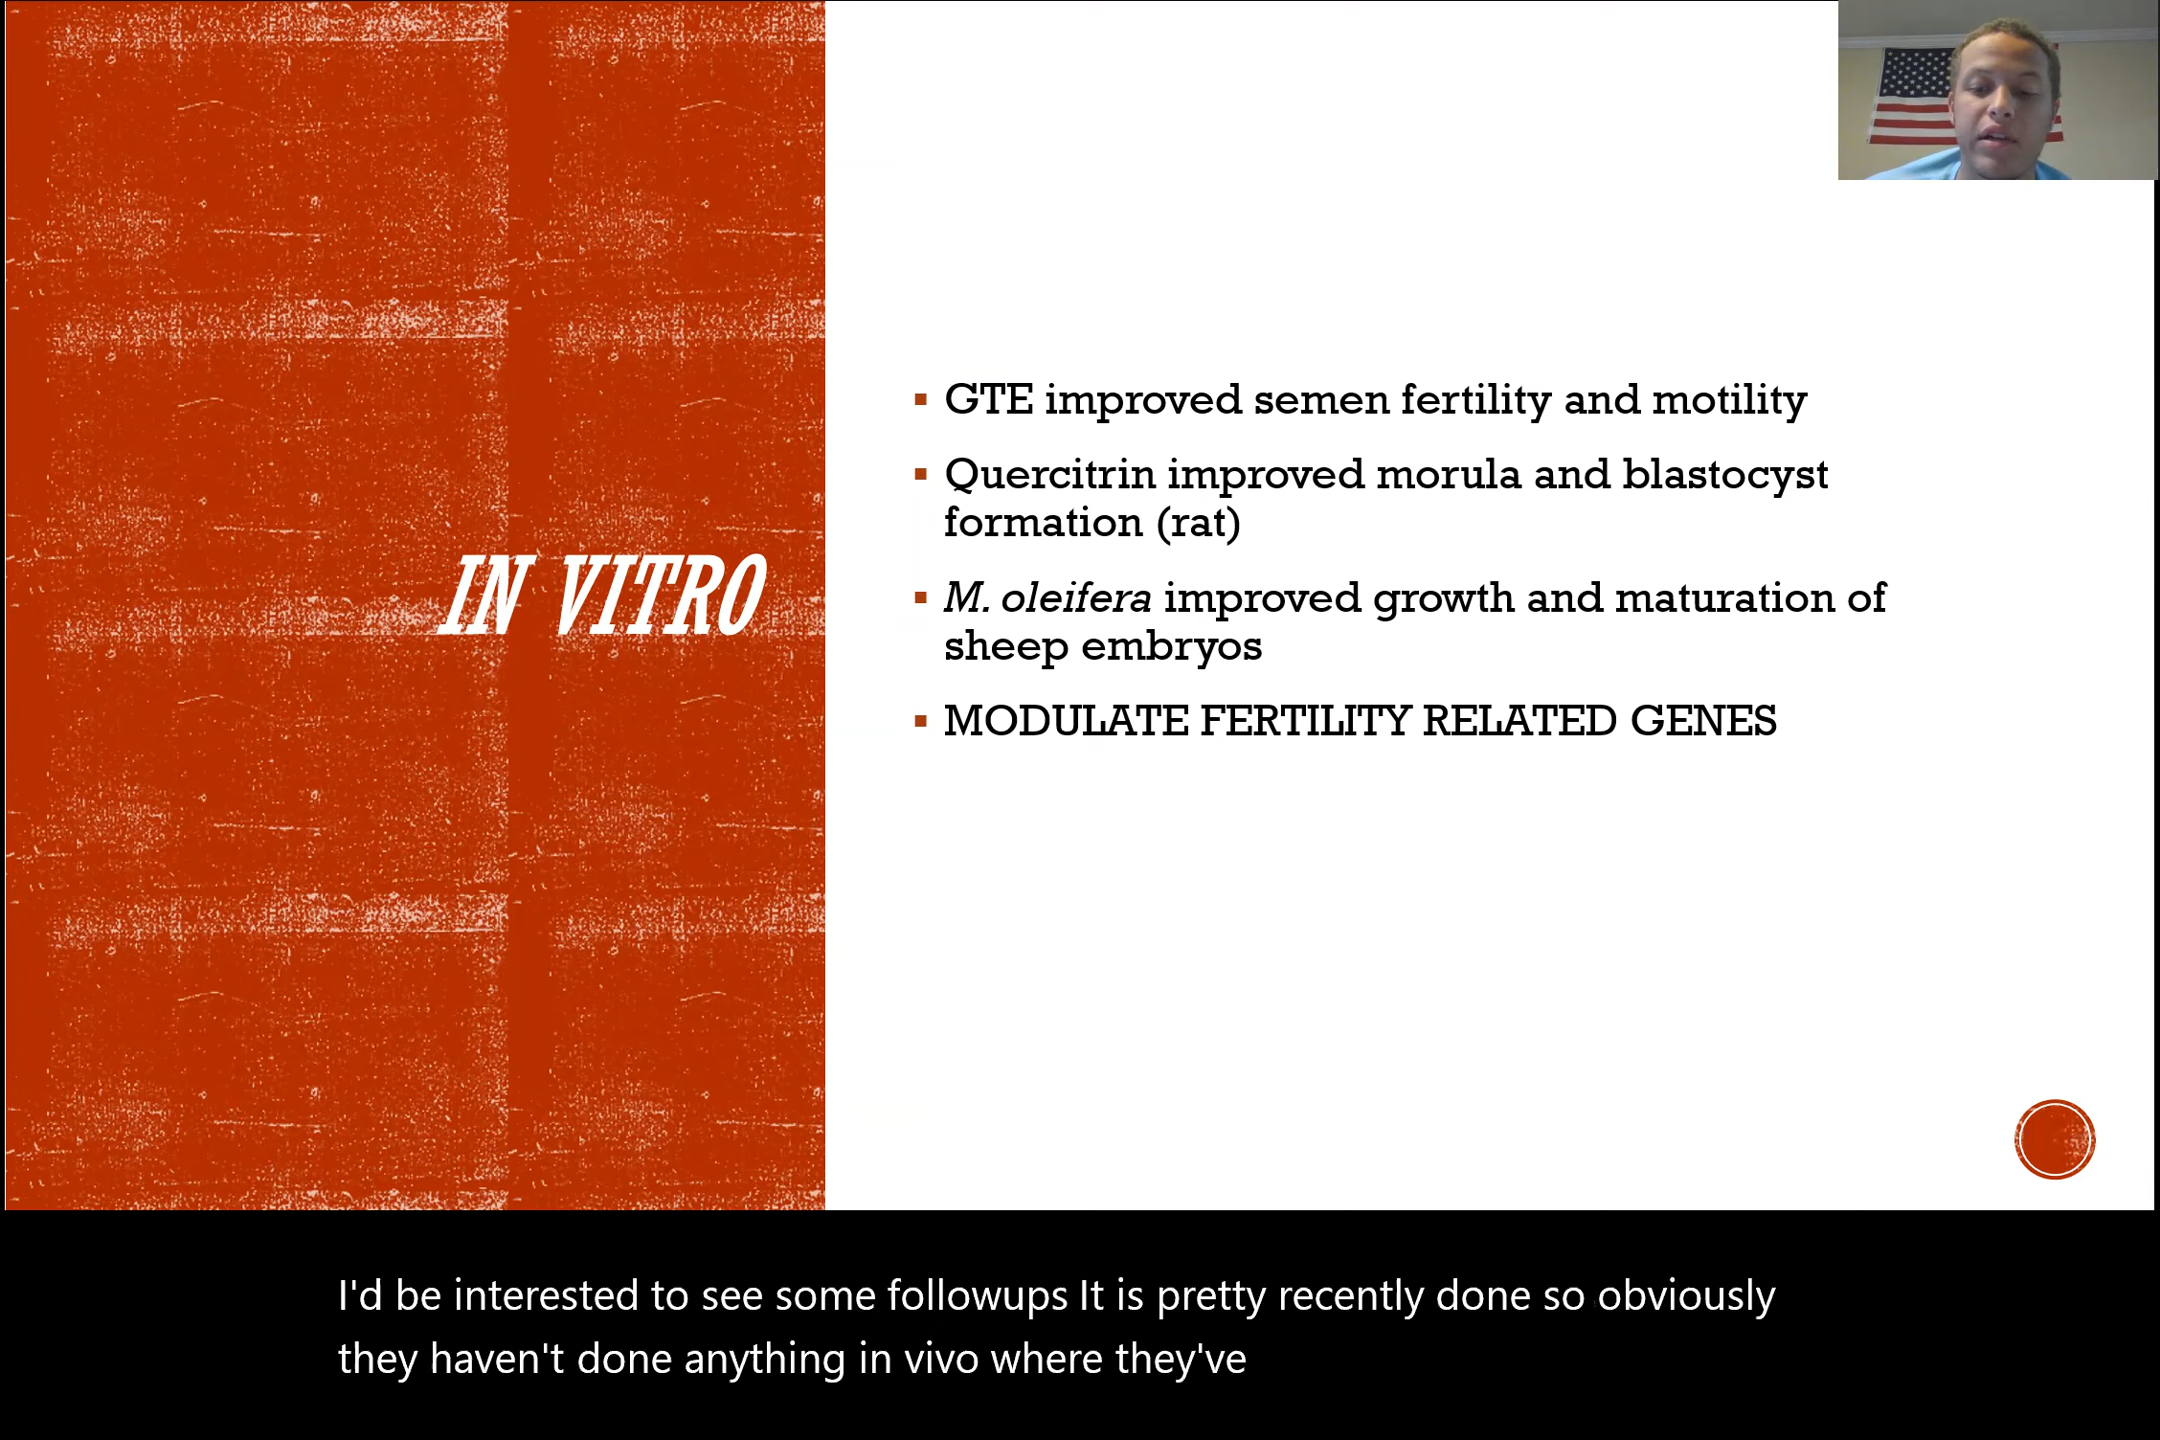 IN VITRO
GTE improved semen fertility and motility
Quercitrin improved morula and blastocyst
formation (rat)
M. oleifera improved growth and maturation of
sheep embryos
MODULATE FERTILITY RELATED GENES
I'd be interested to see some followups It is pretty recently done so obviously
they haven't done anything in vivo where they've